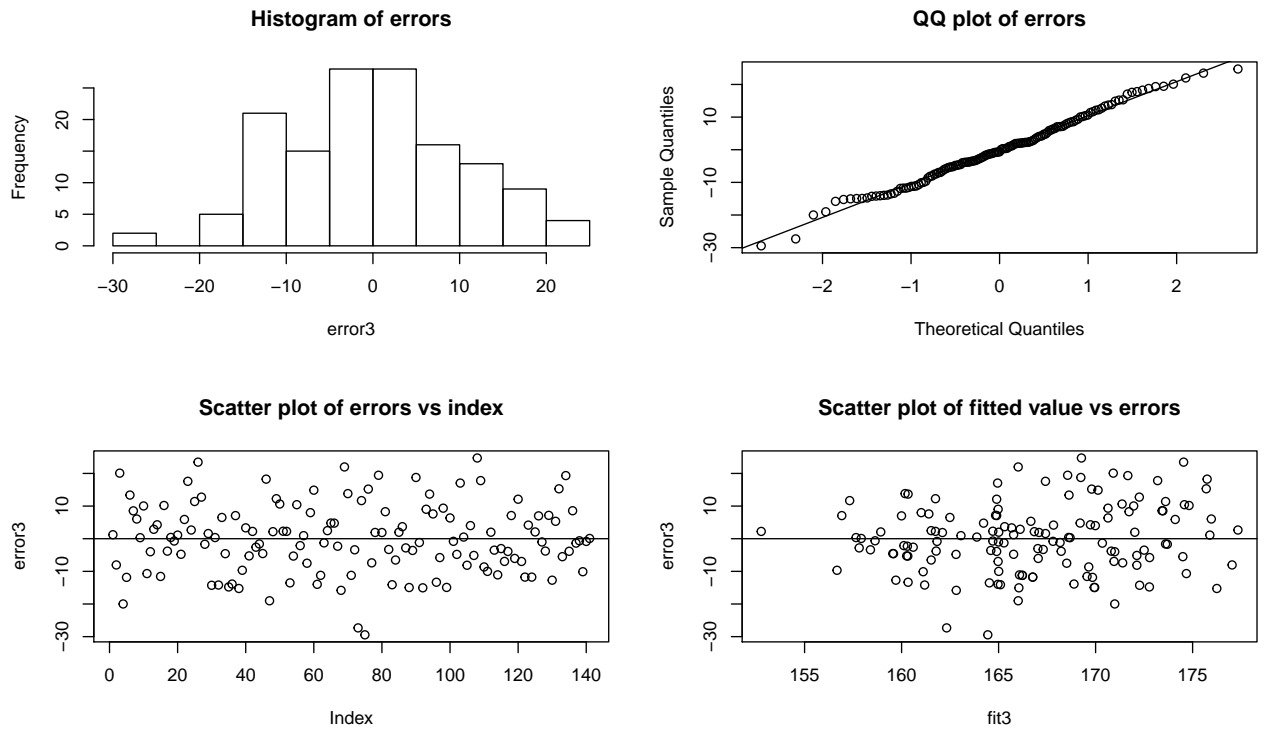 Histogram of errors
Frequency
0 5 10 20
−30 −20 −10 0 10 20
error3
QQ plot of errors
Sample Quantiles
−30 −10 10
−2 −1 0 1 2
Theoretical Quantiles
Scatter plot of errors vs index
error3
−30 −10 10
0 20 40 60 80 100 120 140
Index
Scatter plot of fitted value vs errors
error3
−30 −10 10
155 160 165 170 175
fit3